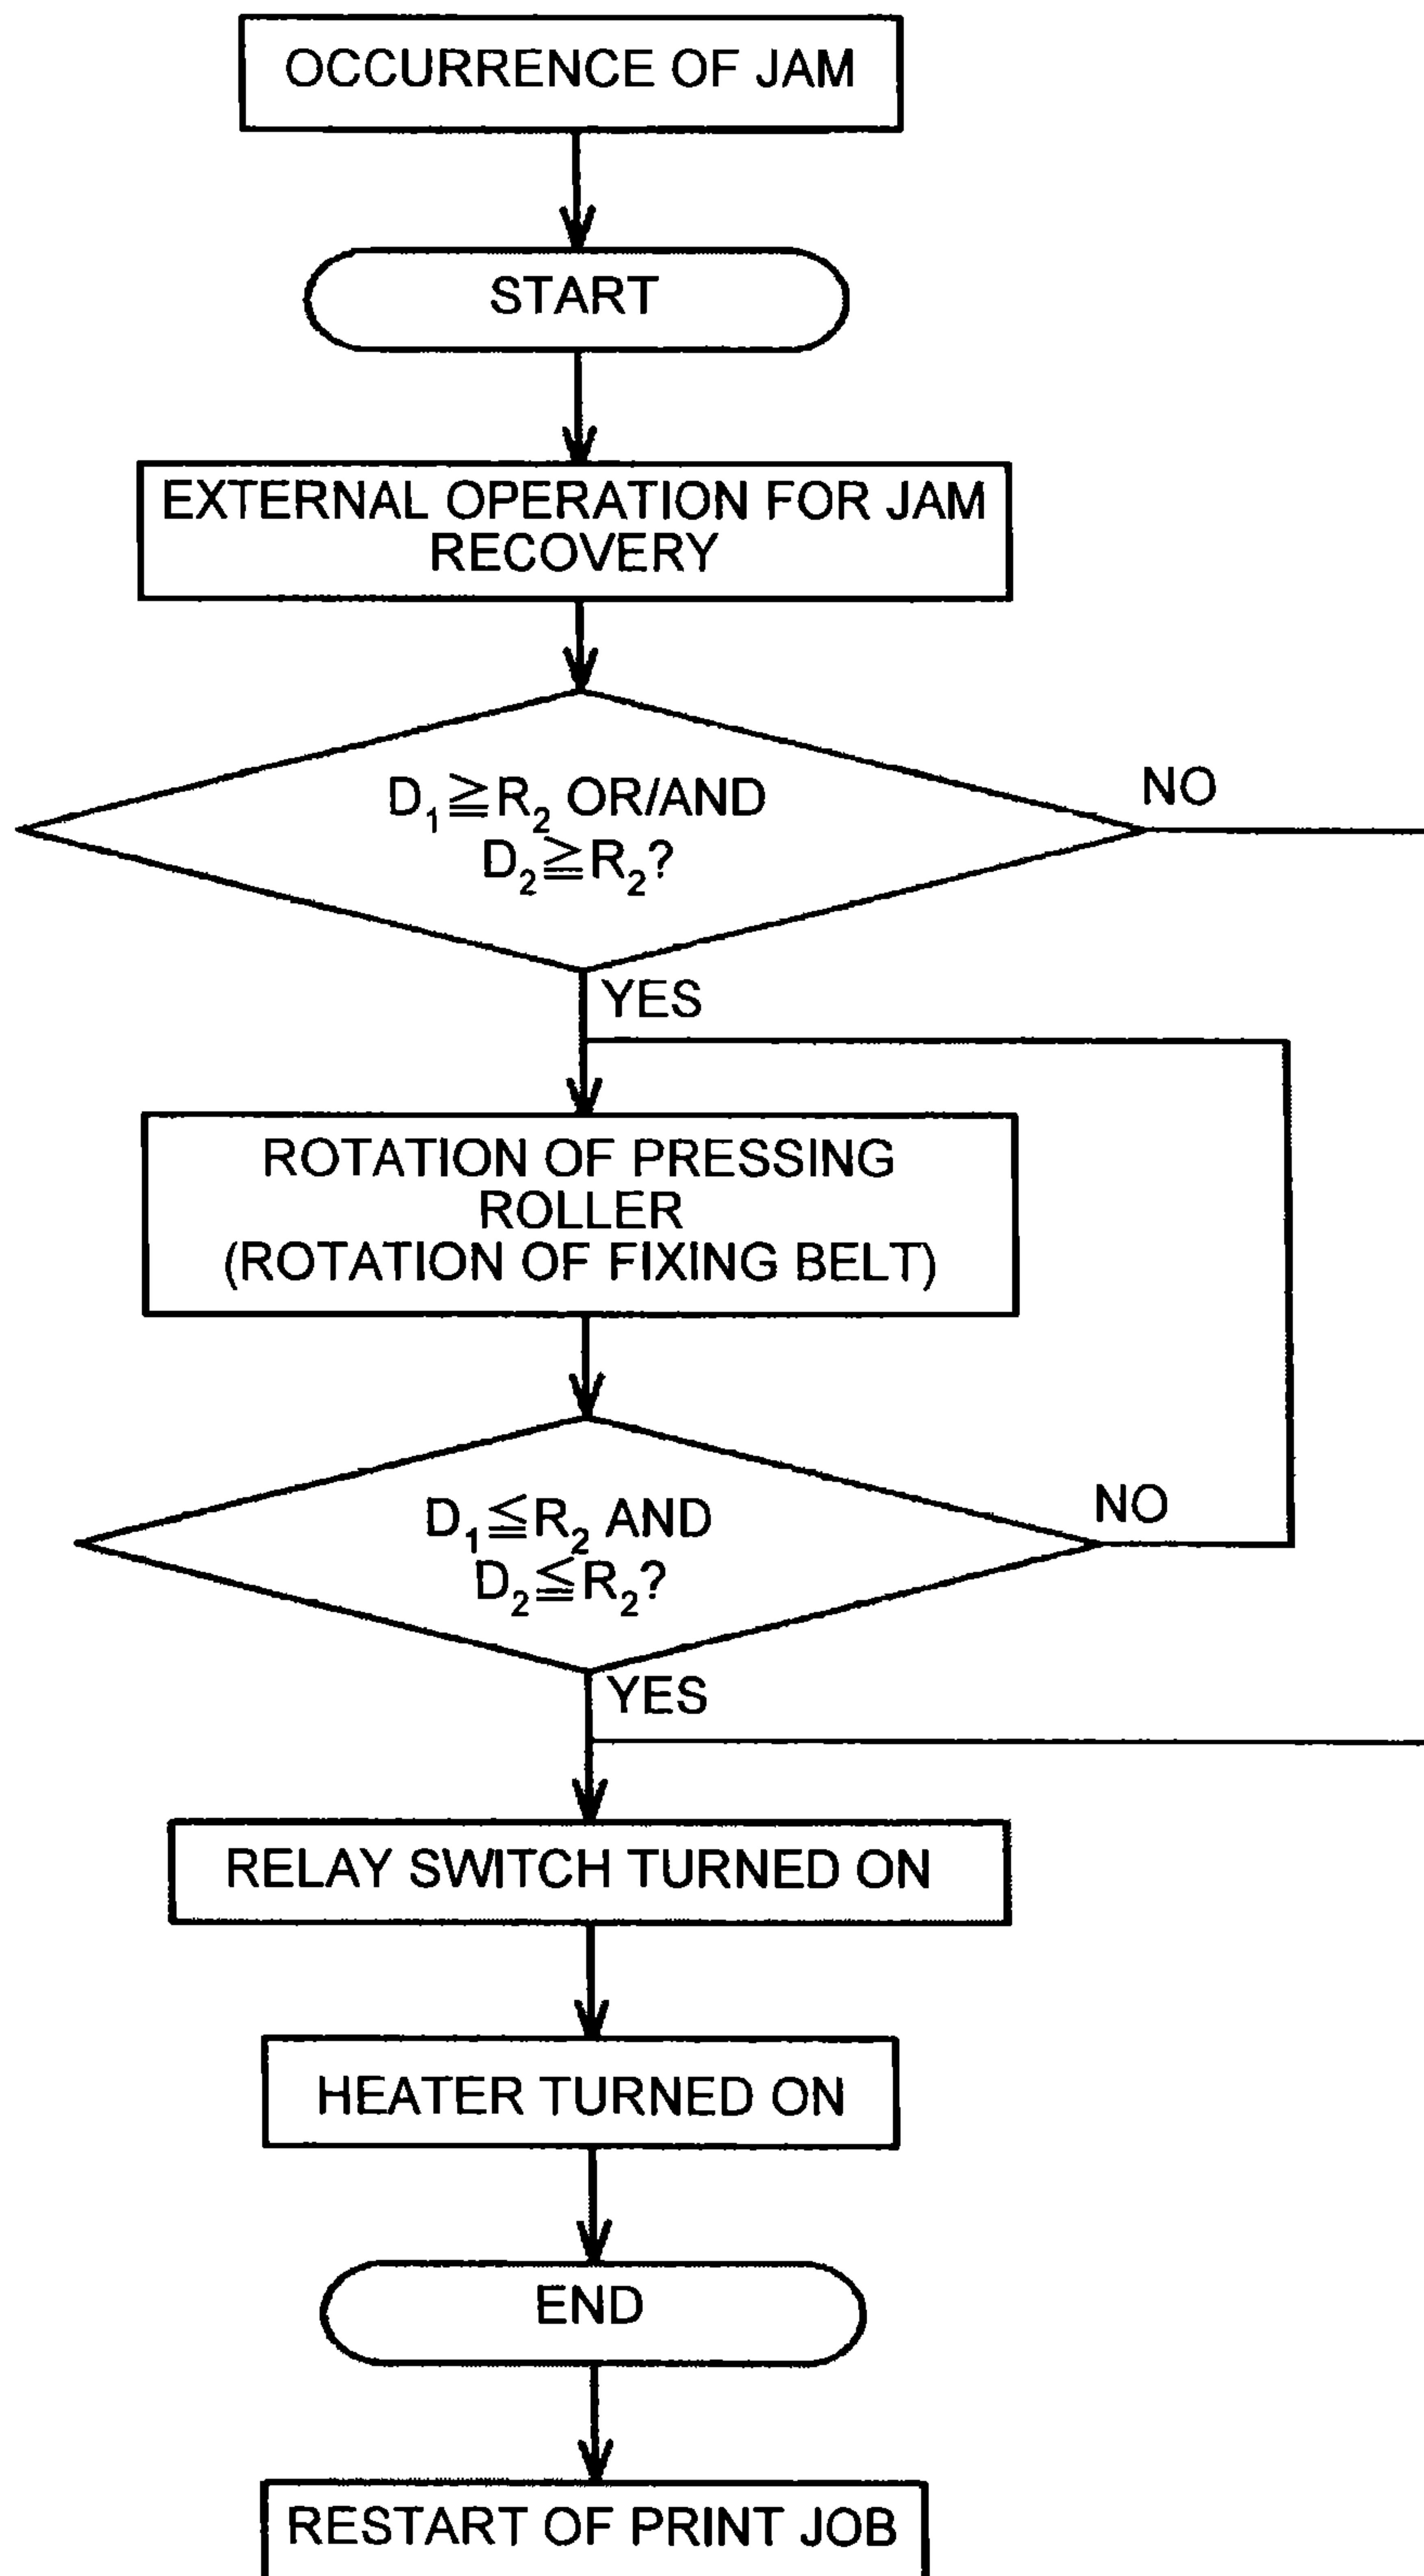 OCCURRENCE OF JAM
START
EXTERNAL OPERATION FOR JAM
RECOVERY
D₁≧R₂ OR/AND
D₂≧R₂?
NO
YES
ROTATION OF PRESSING
ROLLER
(ROTATION OF FIXING BELT)
D₁≦R₂ AND
D₂≦R₂?
NO
YES
RELAY SWITCH TURNED ON
HEATER TURNED ON
END
RESTART OF PRINT JOB